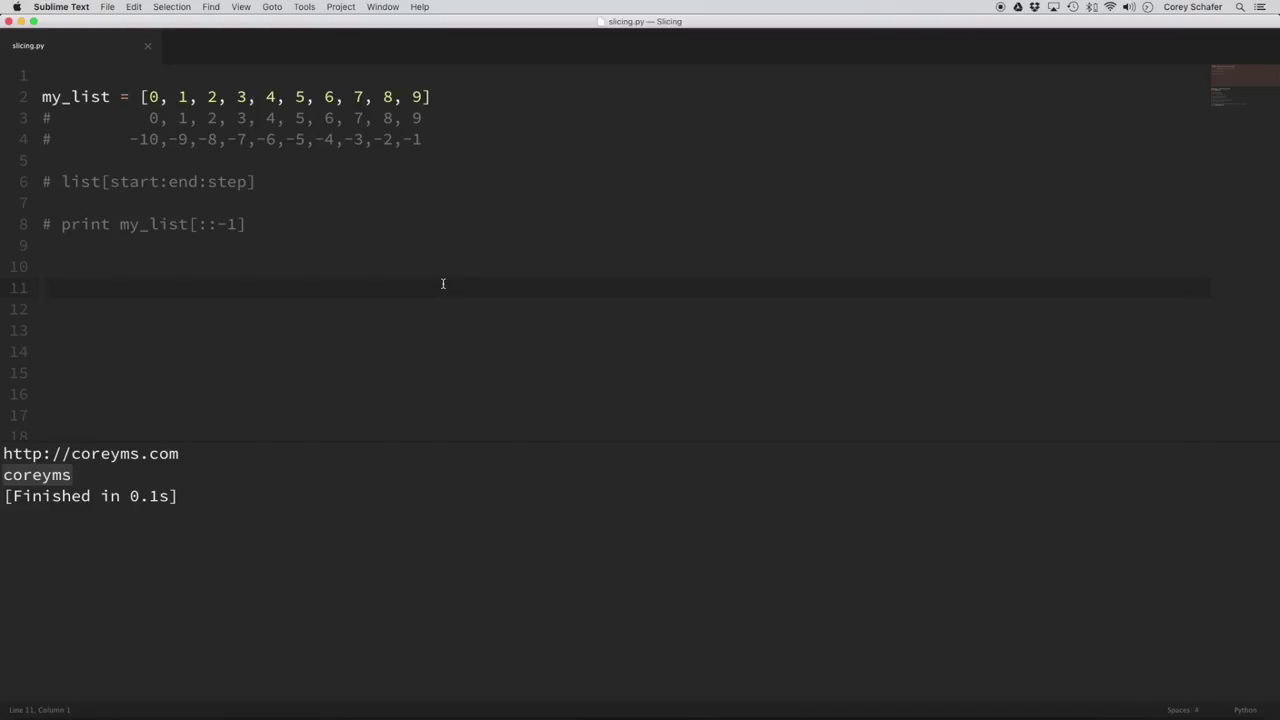 Sublime Text File Edit Selection Find View Goto Tools Project Window Help Corey Schafer
slicing.py — Slicing
slicing.py
1
2 my_list = [0, 1, 2, 3, 4, 5, 6, 7, 8, 9]
3 #          0, 1, 2, 3, 4, 5, 6, 7, 8, 9
4 #        -10,-9,-8,-7,-6,-5,-4,-3,-2,-1
5
6 # list[start:end:step]
7
8 # print my_list[::-1]
9
10
11
12
13
14
15
16
17
18
http://coreyms.com
coreyms
[Finished in 0.1s]
Line 11, Column 1 Spaces: 4 Python